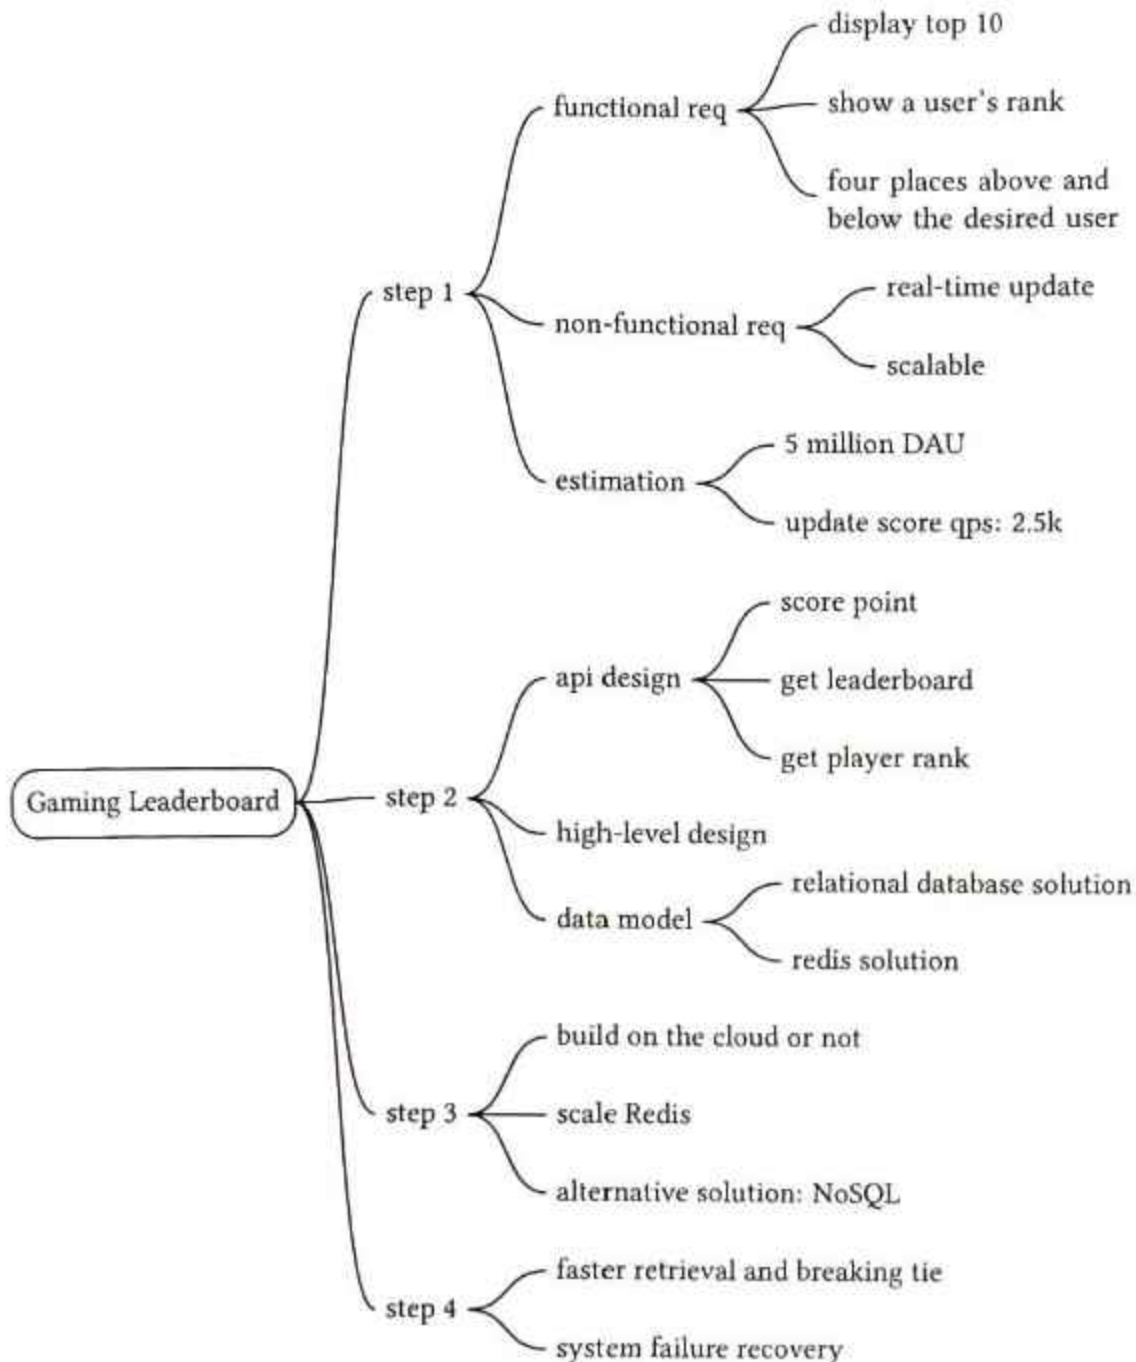 Gaming Leaderboard
step 1
functional req
display top 10
show a user's rank
four places above and
below the desired user
non-functional req
real-time update
scalable
estimation
5 million DAU
update score qps: 2.5k
step 2
api design
score point
get leaderboard
get player rank
high-level design
data model
relational database solution
redis solution
step 3
build on the cloud or not
scale Redis
alternative solution: NoSQL
step 4
faster retrieval and breaking tie
system failure recovery